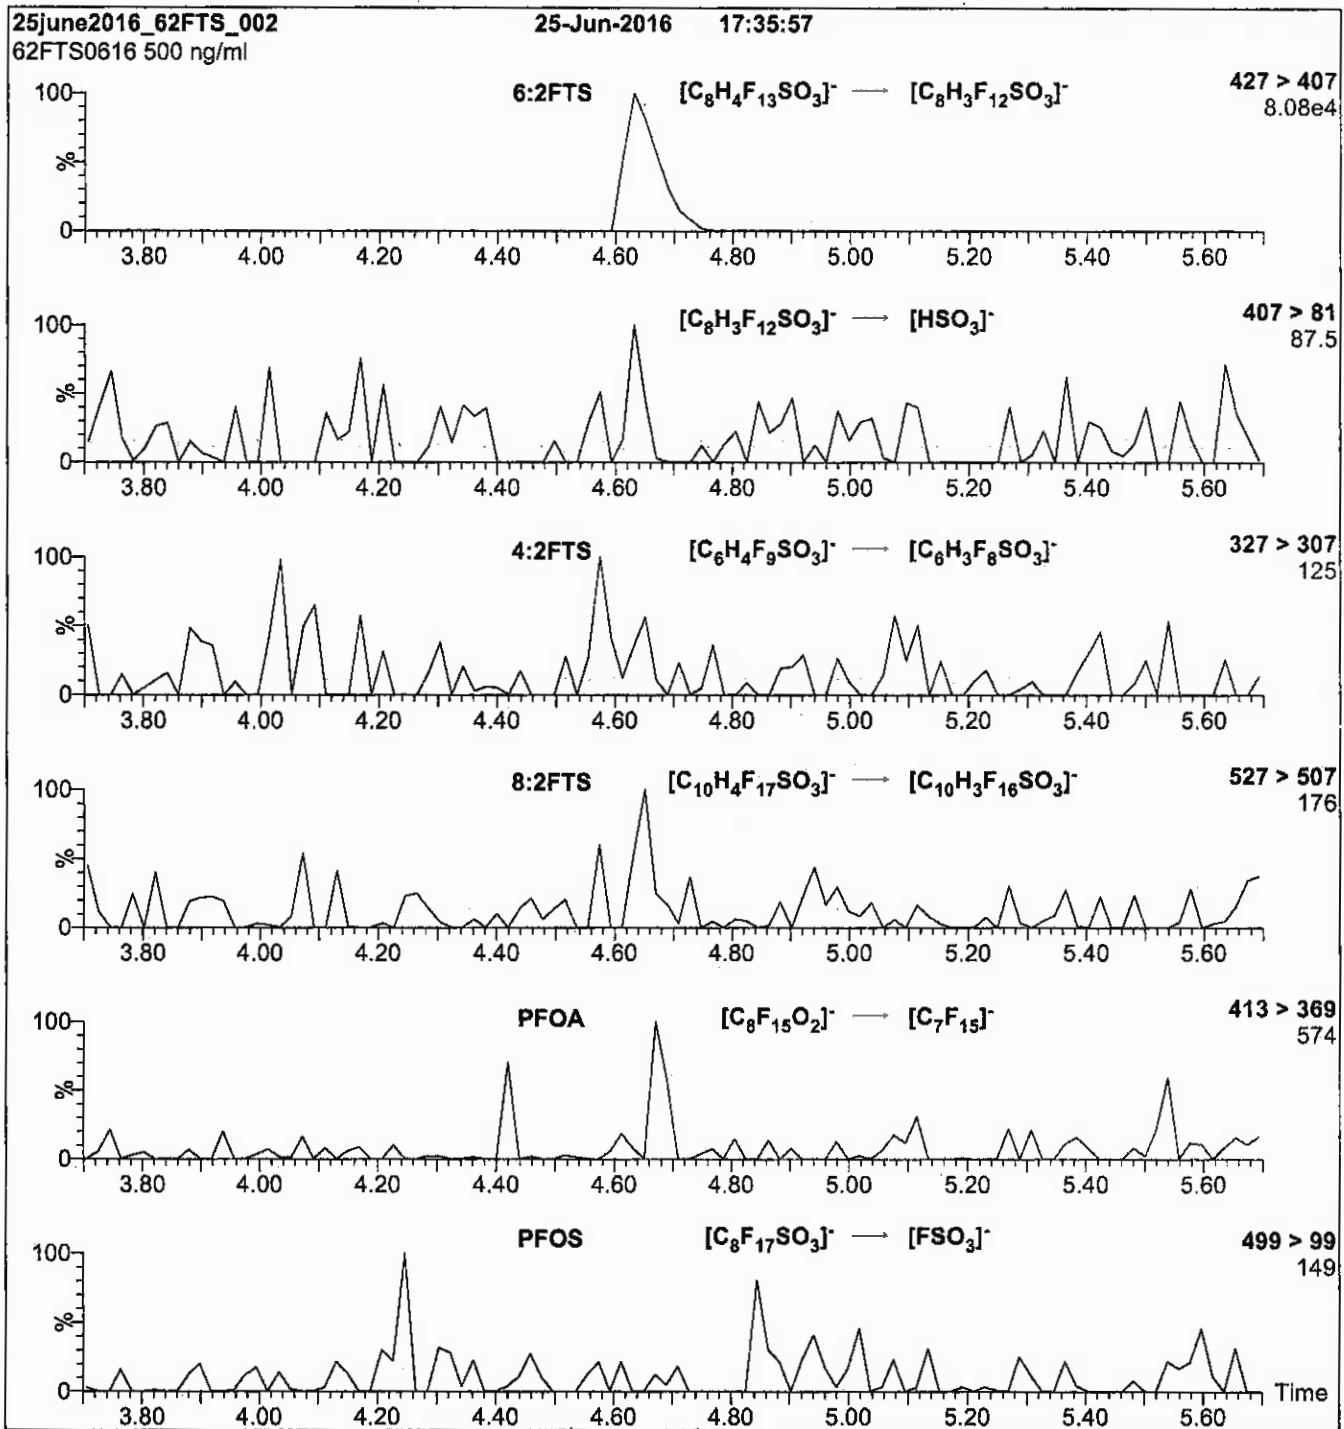 25june2016_62FTS_002 25-Jun-2016 17:35:57
62FTS0616 500 ng/ml
6:2FTS [C₈H₄F₁₃SO₃]⁻ → [C₈H₃F₁₂SO₃]⁻ 427 > 407
8.08e4
100
%
0
3.80 4.00 4.20 4.40 4.60 4.80 5.00 5.20 5.40 5.60
[C₈H₃F₁₂SO₃]⁻ → [HSO₃]⁻ 407 > 81
87.5
100
%
0
3.80 4.00 4.20 4.40 4.60 4.80 5.00 5.20 5.40 5.60
4:2FTS [C₆H₄F₉SO₃]⁻ → [C₆H₃F₈SO₃]⁻ 327 > 307
125
100
%
0
3.80 4.00 4.20 4.40 4.60 4.80 5.00 5.20 5.40 5.60
8:2FTS [C₁₀H₄F₁₇SO₃]⁻ → [C₁₀H₃F₁₆SO₃]⁻ 527 > 507
176
100
%
0
3.80 4.00 4.20 4.40 4.60 4.80 5.00 5.20 5.40 5.60
PFOA [C₈F₁₅O₂]⁻ → [C₇F₁₅]⁻ 413 > 369
574
100
%
0
3.80 4.00 4.20 4.40 4.60 4.80 5.00 5.20 5.40 5.60
PFOS [C₈F₁₇SO₃]⁻ → [FSO₃]⁻ 499 > 99
149
100
%
0 Time
3.80 4.00 4.20 4.40 4.60 4.80 5.00 5.20 5.40 5.60